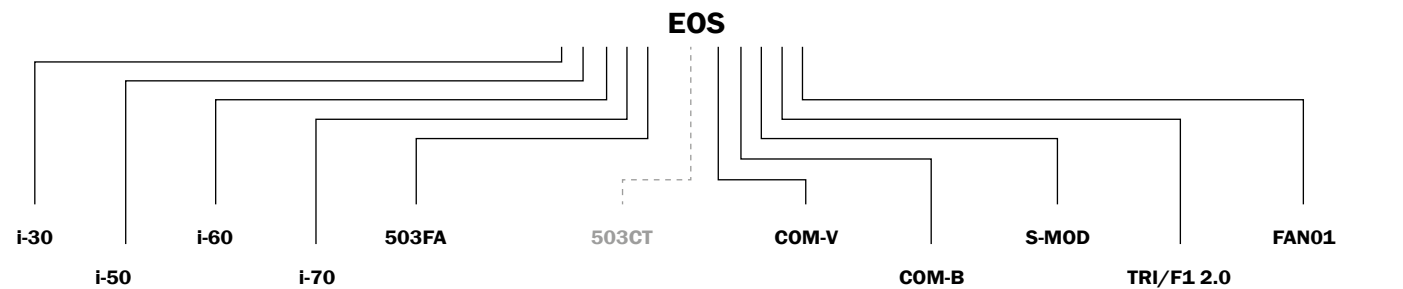 EOS
i-30
i-60
503FA
503CT
COM-V
S-MOD
FAN01
i-50
i-70
COM-B
TRI/F1 2.0